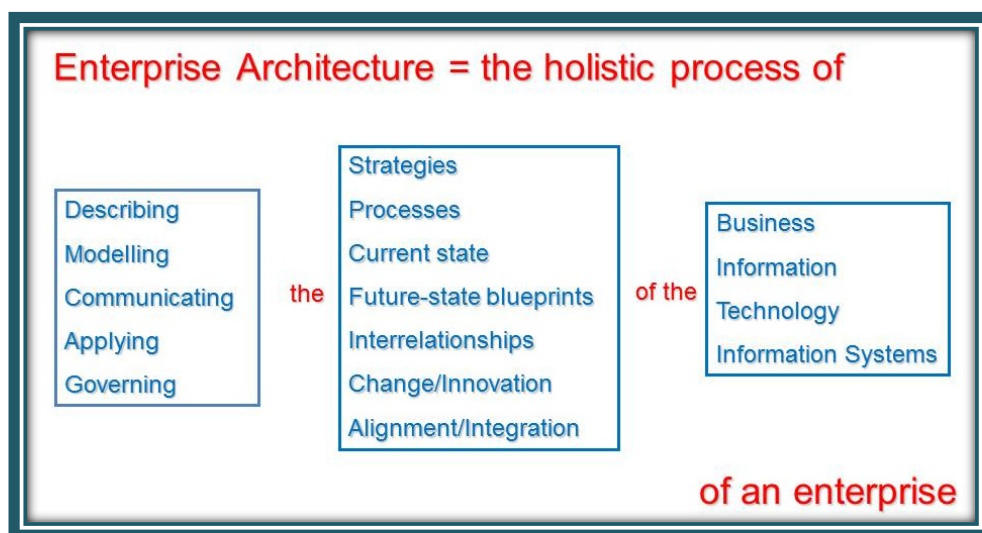 Enterprise Architecture = the holistic process of
Describing
Modelling
Communicating
Applying
Governing
the
Strategies
Processes
Current state
Future-state blueprints
Interrelationships
Change/Innovation
Alignment/Integration
of the
Business
Information
Technology
Information Systems
of an enterprise